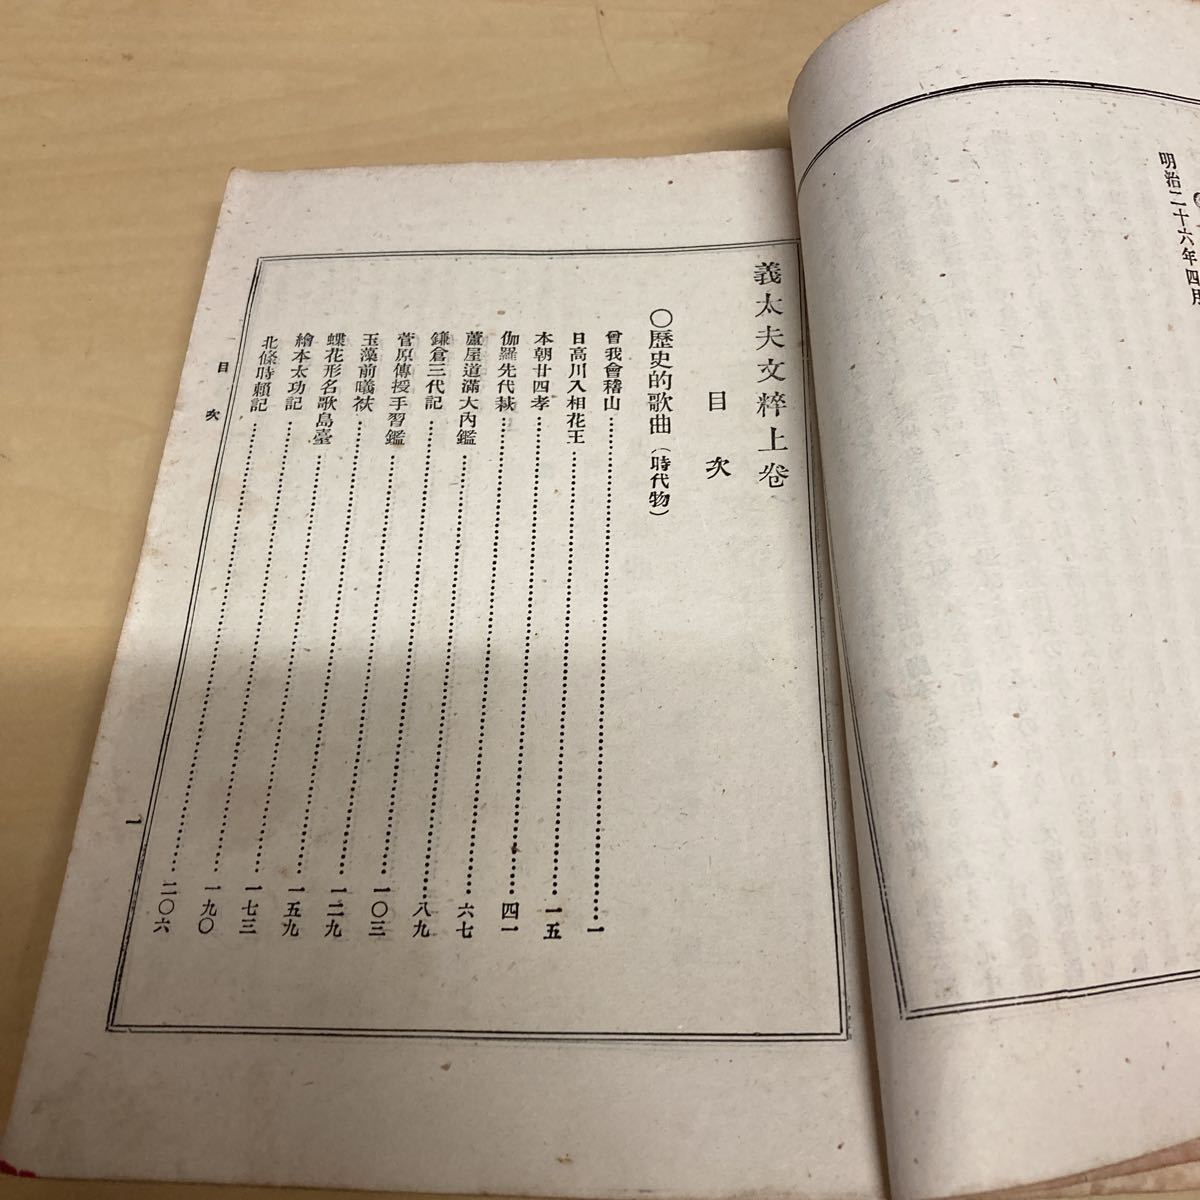 明治二十六年四月
義太夫文粹上卷
目次
〇歷史的歌曲（時代物）
曾我會稽山…………一
日高川入相花王…………一五
本朝廿四孝…………四一
伽羅先代萩…………六七
蘆屋道滿大內鑑…………八九
鎌倉三代記…………一〇三
菅原傳授手習鑑…………一二九
玉藻前曦袂…………一五九
蝶花形名歌島臺…………一七三
繪本太功記…………一九〇
北條時賴記…………二〇六
目次
一